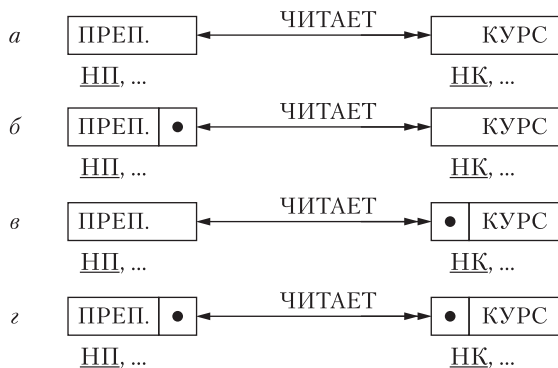 ЧИТАЕТ
а ПРЕП. КУРС
НП, ... НК, ...
ЧИТАЕТ
б ПРЕП. КУРС
НП, ... НК, ...
ЧИТАЕТ
в ПРЕП. КУРС
НП, ... НК, ...
ЧИТАЕТ
г ПРЕП. КУРС
НП, ... НК, ...